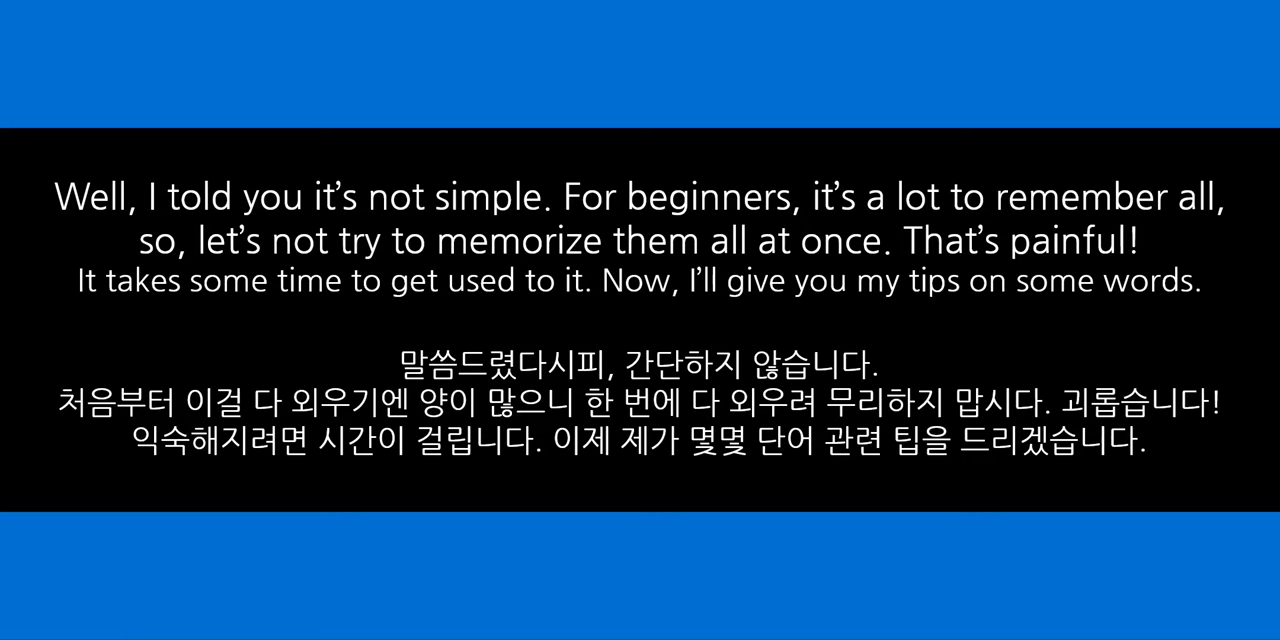 Well, I told you it’s not simple. For beginners, it’s a lot to remember all,
so, let’s not try to memorize them all at once. That’s painful!
It takes some time to get used to it. Now, I’ll give you my tips on some words.
말씀드렸다시피, 간단하지 않습니다.
처음부터 이걸 다 외우기엔 양이 많으니 한 번에 다 외우려 무리하지 맙시다. 괴롭습니다!
익숙해지려면 시간이 걸립니다. 이제 제가 몇몇 단어 관련 팁을 드리겠습니다.